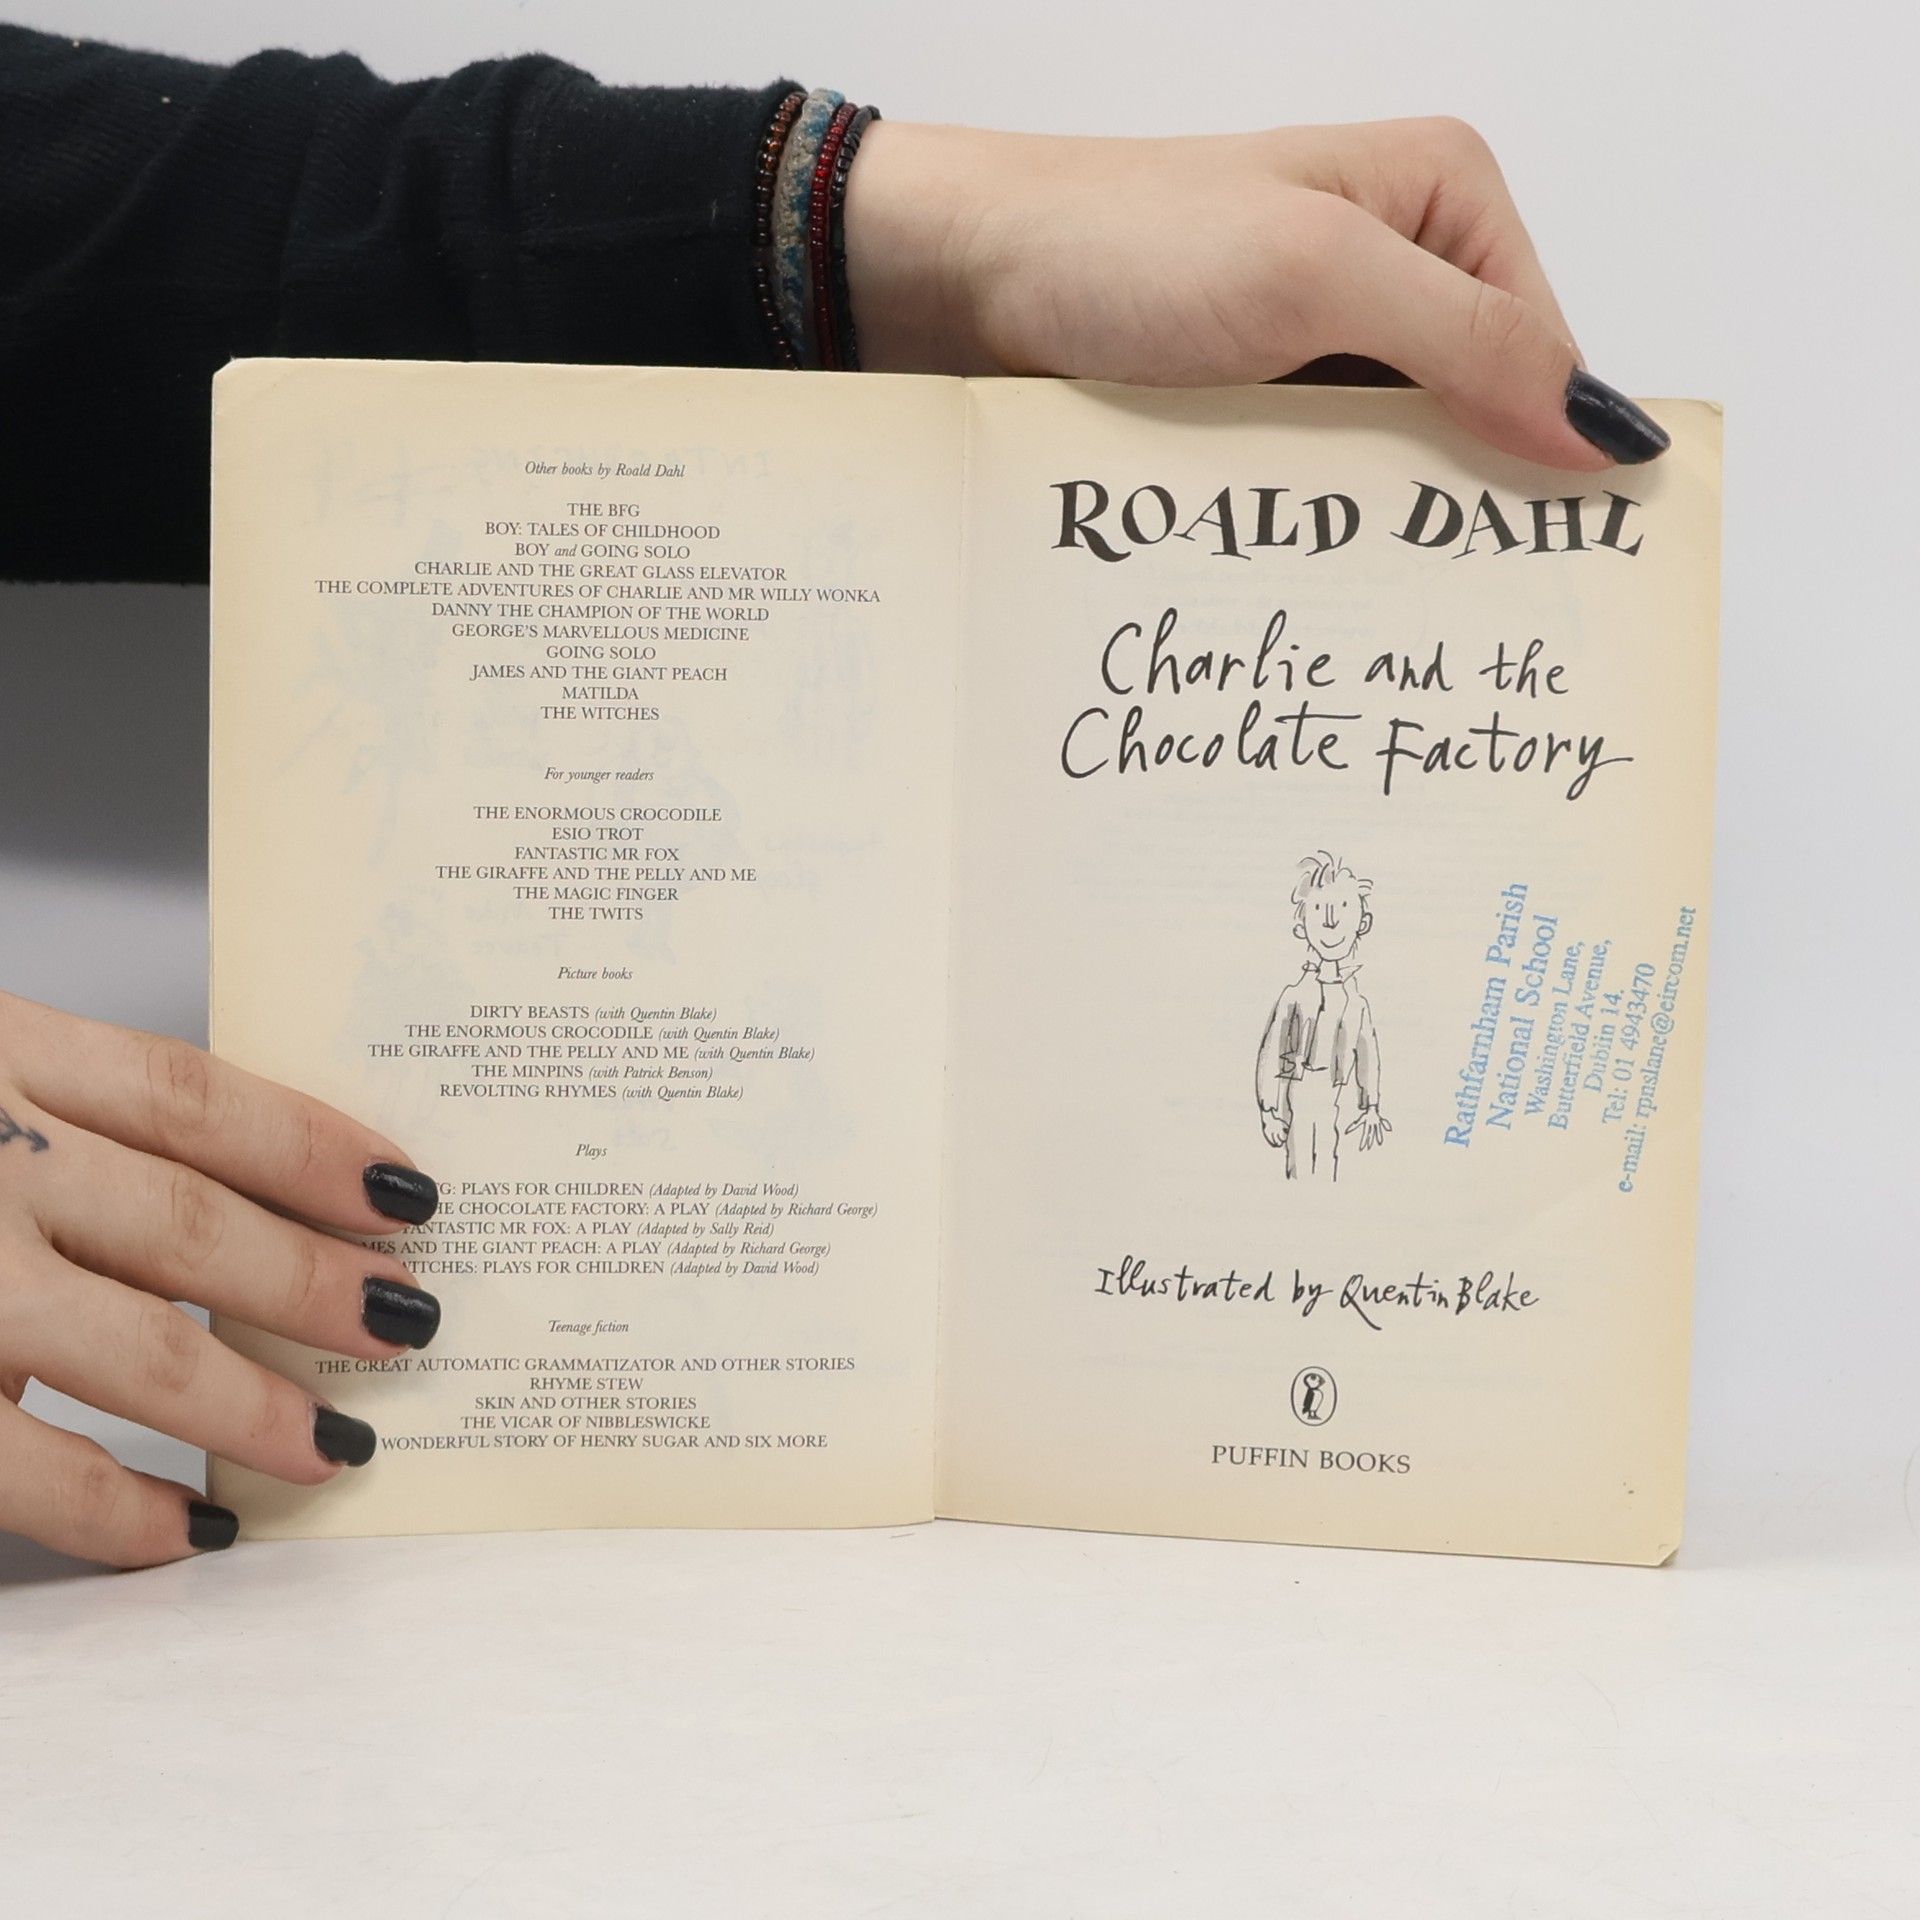 Other books by Roald Dahl
THE BFG
BOY: TALES OF CHILDHOOD
BOY and GOING SOLO
CHARLIE AND THE GREAT GLASS ELEVATOR
THE COMPLETE ADVENTURES OF CHARLIE AND MR WILLY WONKA
DANNY THE CHAMPION OF THE WORLD
GEORGE'S MARVELLOUS MEDICINE
GOING SOLO
JAMES AND THE GIANT PEACH
MATILDA
THE WITCHES
For younger readers
THE ENORMOUS CROCODILE
ESIO TROT
FANTASTIC MR FOX
THE GIRAFFE AND THE PELLY AND ME
THE MAGIC FINGER
THE TWITS
Picture books
DIRTY BEASTS (with Quentin Blake)
THE ENORMOUS CROCODILE (with Quentin Blake)
THE GIRAFFE AND THE PELLY AND ME (with Quentin Blake)
THE MINPINS (with Patrick Benson)
REVOLTING RHYMES (with Quentin Blake)
Plays
PLAYS FOR CHILDREN (Adapted by David Wood)
CHOCOLATE FACTORY: A PLAY (Adapted by Richard George)
FANTASTIC MR FOX: A PLAY (Adapted by Sally Reid)
AND THE GIANT PEACH: A PLAY (Adapted by Richard George)
PLAYS FOR CHILDREN (Adapted by David Wood)
Teenage fiction
THE GREAT AUTOMATIC GRAMMATIZATOR AND OTHER STORIES
RHYME STEW
SKIN AND OTHER STORIES
THE VICAR OF NIBBLESWICKE
WONDERFUL STORY OF HENRY SUGAR AND SIX MORE
ROALD DAHL
Charlie and the
Chocolate Factory
Rathfarnham Parish
National School
Washington Lane,
Butterfield Avenue,
Dublin 14.
Tel: 01 4943470
e-mail: rpnslane@eircom.net
Illustrated by Quentin Blake
PUFFIN BOOKS